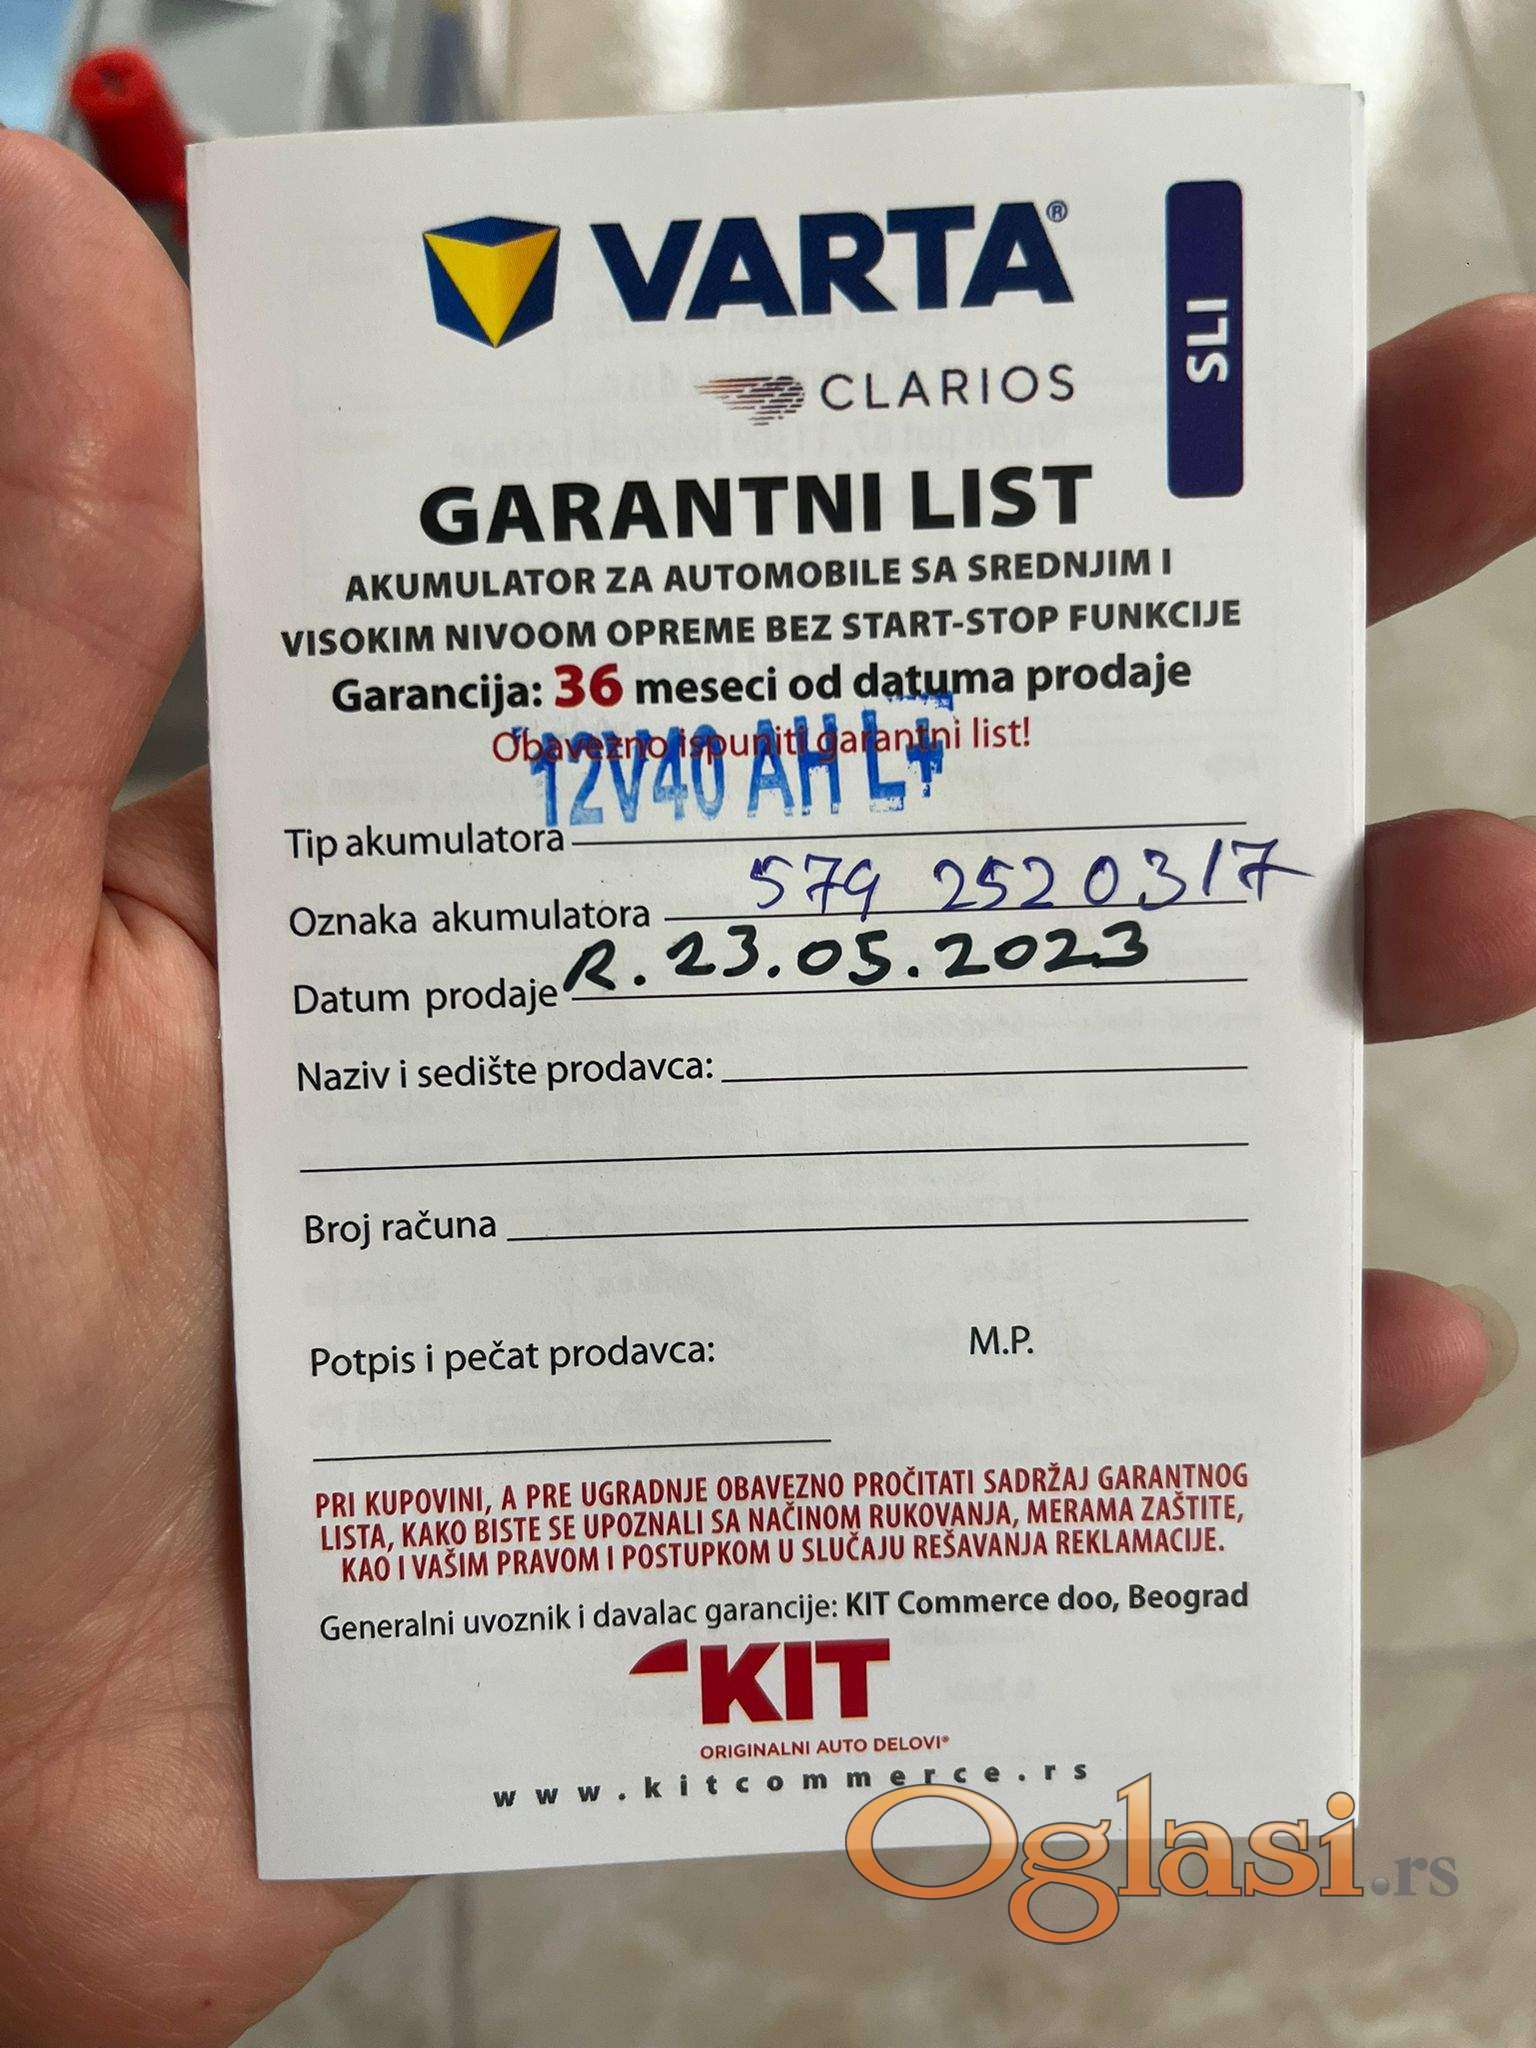 VARTA®
SLI
CLARIOS
GARANTNI LIST
AKUMULATOR ZA AUTOMOBILE SA SREDNJIM I
VISOKIM NIVOOM OPREME BEZ START-STOP FUNKCIJE
Garancija: 36 meseci od datuma prodaje
Obavezno ispuniti garantni list!
12V40 AH L+
Tip akumulatora
Oznaka akumulatora 579 252 0317
Datum prodaje R. 23.05.2023
Naziv i sedište prodavca:
Broj računa
Potpis i pečat prodavca: M.P.
PRI KUPOVINI, A PRE UGRADNJE OBAVEZNO PROČITATI SADRŽAJ GARANTNOG
LISTA, KAKO BISTE SE UPOZNALI SA NAČINOM RUKOVANJA, MERAMA ZAŠTITE,
KAO I VAŠIM PRAVOM I POSTUPKOM U SLUČAJU REŠAVANJA REKLAMACIJE.
Generalni uvoznik i davalac garancije: KIT Commerce doo, Beograd
KIT
ORIGINALNI AUTO DELOVI®
www.kitcommerce.rs
Oglasi.rs